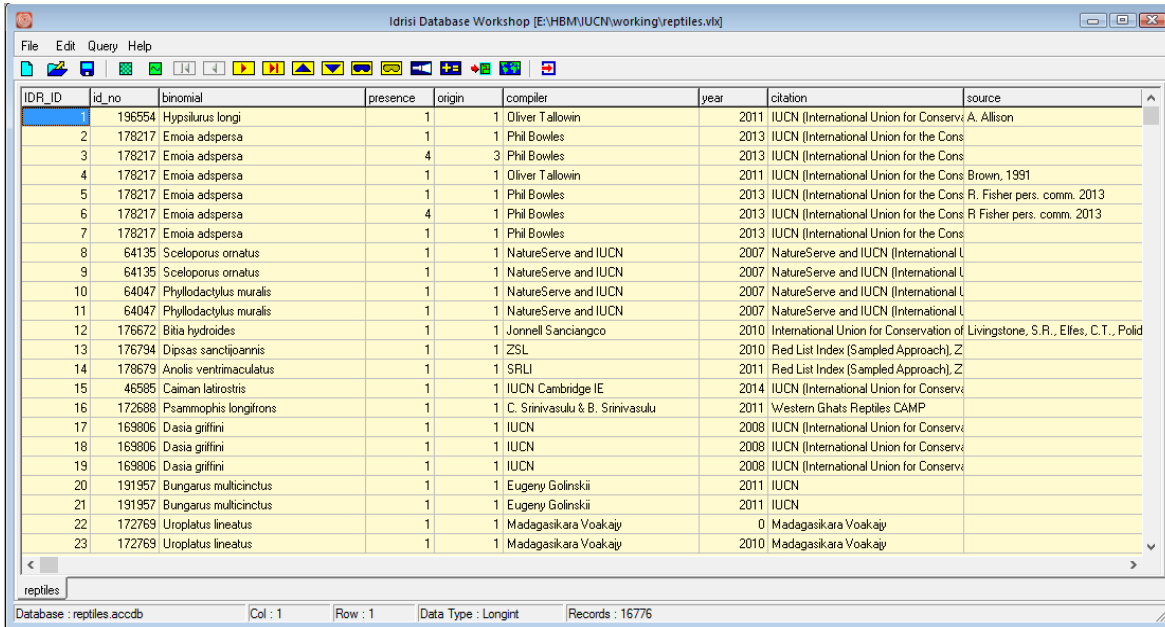 Idrisi Database Workshop [E:\HBM\IUCN\working\reptiles.vlx]
File Edit Query Help
IDR_ID id_no binomial presence origin compiler year citation source
1 196554 Hypsilurus longi 1 1 Oliver Tallowin 2011 IUCN (International Union for Conserva A. Allison
2 178217 Emoia adspersa 1 1 Phil Bowles 2013 IUCN (International Union for the Cons
3 178217 Emoia adspersa 4 3 Phil Bowles 2013 IUCN (International Union for the Cons
4 178217 Emoia adspersa 1 1 Oliver Tallowin 2011 IUCN (International Union for the Cons Brown, 1991
5 178217 Emoia adspersa 1 1 Phil Bowles 2013 IUCN (International Union for the Cons R. Fisher pers. comm. 2013
6 178217 Emoia adspersa 4 1 Phil Bowles 2013 IUCN (International Union for the Cons R Fisher pers. comm. 2013
7 178217 Emoia adspersa 1 1 Phil Bowles 2013 IUCN (International Union for the Cons
8 64135 Sceloporus ornatus 1 1 NatureServe and IUCN 2007 NatureServe and IUCN (International U
9 64135 Sceloporus ornatus 1 1 NatureServe and IUCN 2007 NatureServe and IUCN (International U
10 64047 Phyllodactylus muralis 1 1 NatureServe and IUCN 2007 NatureServe and IUCN (International U
11 64047 Phyllodactylus muralis 1 1 NatureServe and IUCN 2007 NatureServe and IUCN (International U
12 176672 Bitia hydroides 1 1 Jonnell Sanciangco 2010 International Union for Conservation of Livingstone, S.R., Elfes, C.T., Polid
13 176794 Dipsas sanctijoannis 1 1 ZSL 2010 Red List Index (Sampled Approach), Z
14 178679 Anolis ventrimaculatus 1 1 SRLI 2011 Red List Index (Sampled Approach), Z
15 46585 Caiman latirostris 1 1 IUCN Cambridge IE 2014 IUCN (International Union for Conserva
16 172688 Psammophis longifrons 1 1 C. Srinivasulu & B. Srinivasulu 2011 Western Ghats Reptiles CAMP
17 169806 Dasia griffini 1 1 IUCN 2008 IUCN (International Union for Conserva
18 169806 Dasia griffini 1 1 IUCN 2008 IUCN (International Union for Conserva
19 169806 Dasia griffini 1 1 IUCN 2008 IUCN (International Union for Conserva
20 191957 Bungarus multicinctus 1 1 Eugeny Golinskii 2011 IUCN
21 191957 Bungarus multicinctus 1 1 Eugeny Golinskii 2011 IUCN
22 172769 Uroplatus lineatus 1 1 Madagasikara Voakajy 0 Madagasikara Voakajy
23 172769 Uroplatus lineatus 1 1 Madagasikara Voakajy 2010 Madagasikara Voakajy
reptiles
Database : reptiles.accdb Col : 1 Row : 1 Data Type : Longint Records : 16776